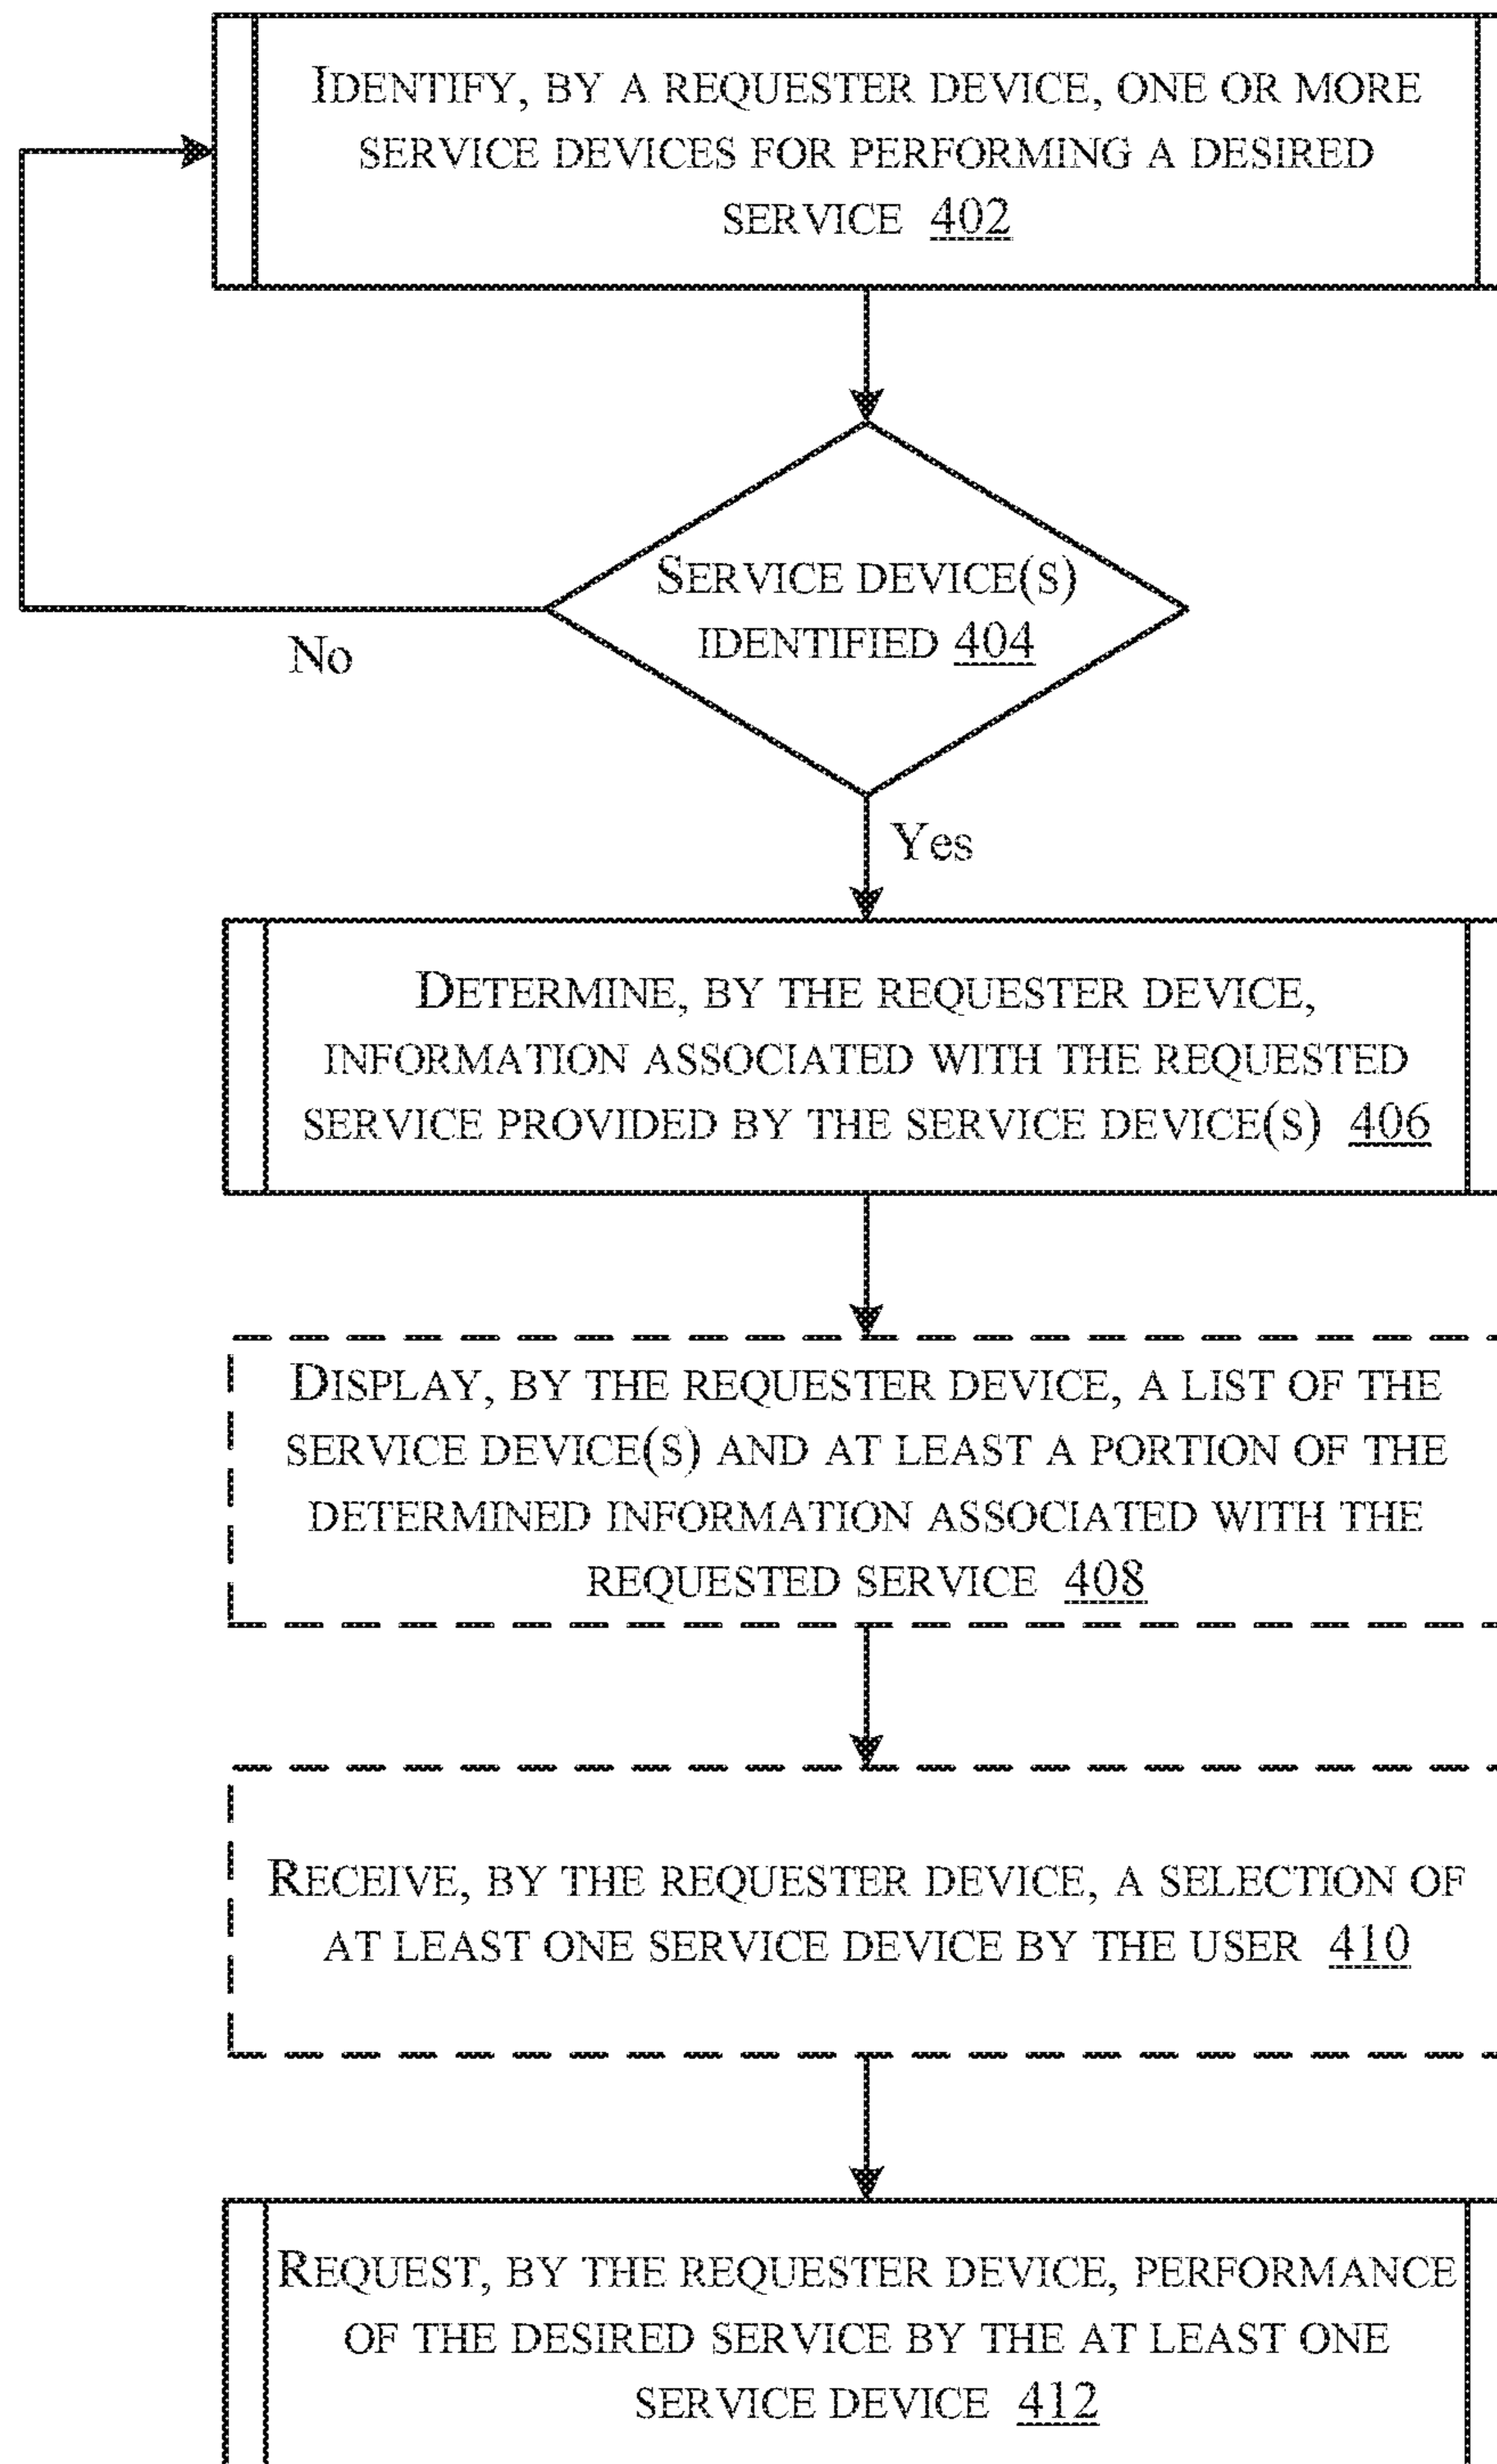 IDENTIFY, BY A REQUESTER DEVICE, ONE OR MORE
SERVICE DEVICES FOR PERFORMING A DESIRED
SERVICE 402
SERVICE DEVICE(S)
IDENTIFIED 404
No
Yes
DETERMINE, BY THE REQUESTER DEVICE,
INFORMATION ASSOCIATED WITH THE REQUESTED
SERVICE PROVIDED BY THE SERVICE DEVICE(S) 406
DISPLAY, BY THE REQUESTER DEVICE, A LIST OF THE
SERVICE DEVICE(S) AND AT LEAST A PORTION OF THE
DETERMINED INFORMATION ASSOCIATED WITH THE
REQUESTED SERVICE 408
RECEIVE, BY THE REQUESTER DEVICE, A SELECTION OF
AT LEAST ONE SERVICE DEVICE BY THE USER 410
REQUEST, BY THE REQUESTER DEVICE, PERFORMANCE
OF THE DESIRED SERVICE BY THE AT LEAST ONE
SERVICE DEVICE 412